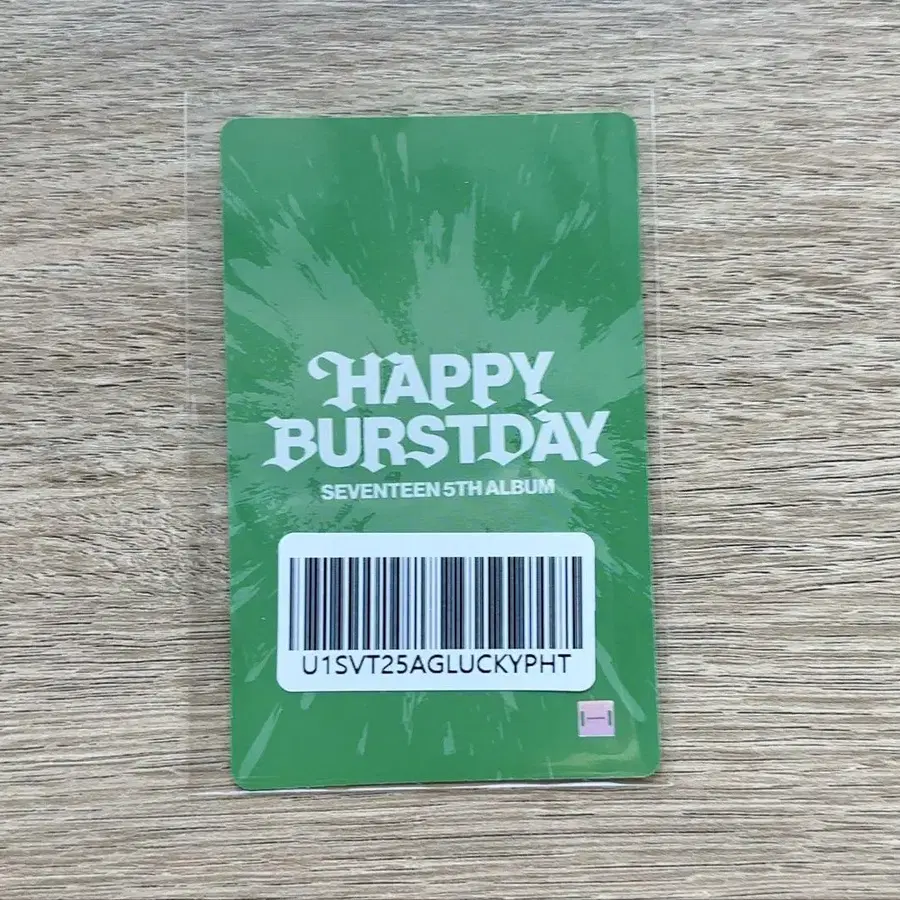 HAPPY
BURSTDAY
SEVENTEEN 5TH ALBUM
U1SVT25AGLUCKYPHT